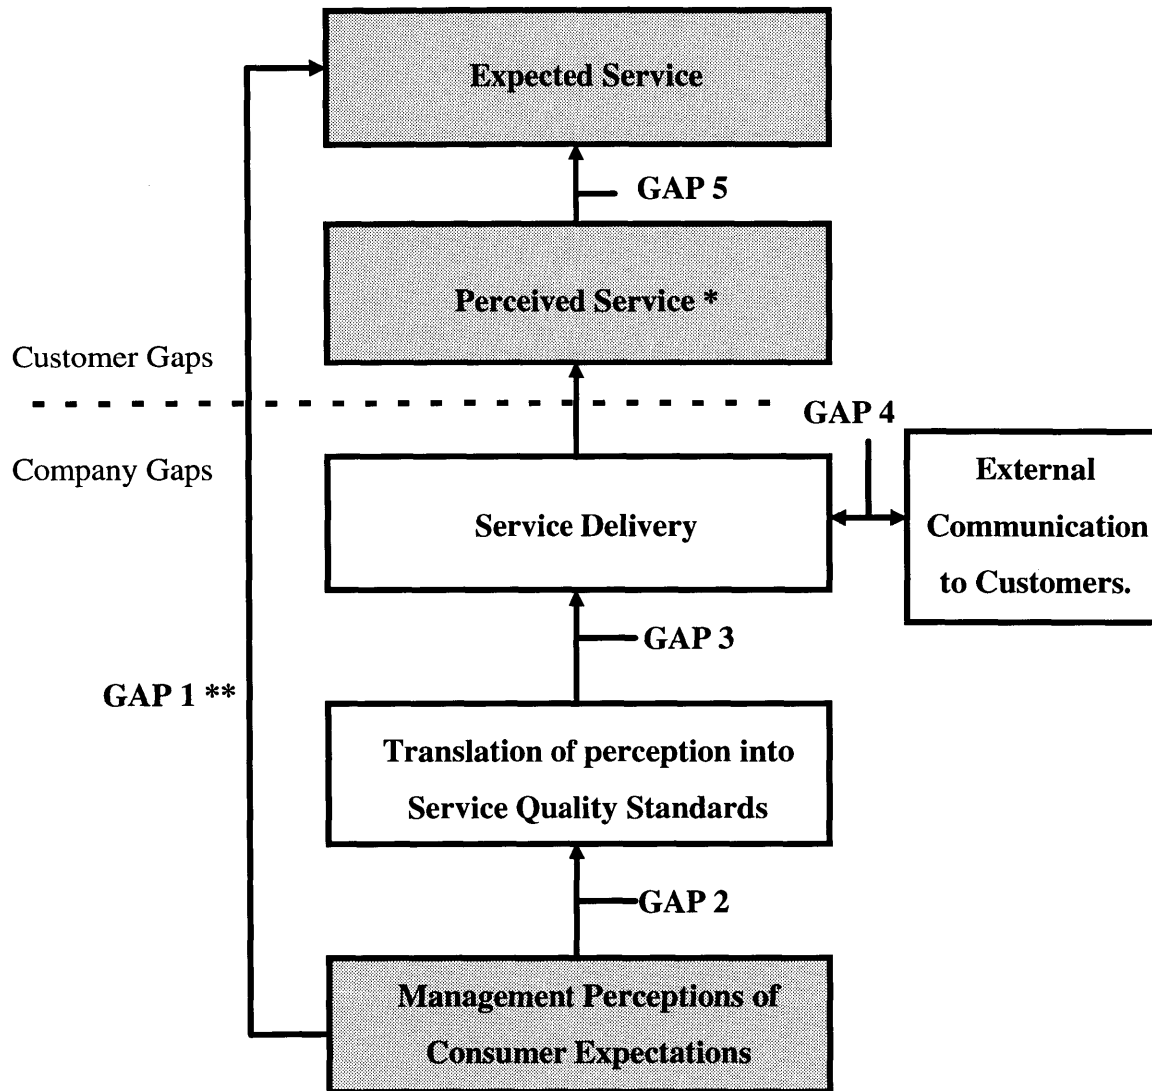 Expected Service
GAP 5
Perceived Service *
Customer Gaps
GAP 4
Company Gaps
External
Communication
to Customers.
Service Delivery
GAP 3
GAP 1 **
Translation of perception into
Service Quality Standards
GAP 2
Management Perceptions of
Consumer Expectations